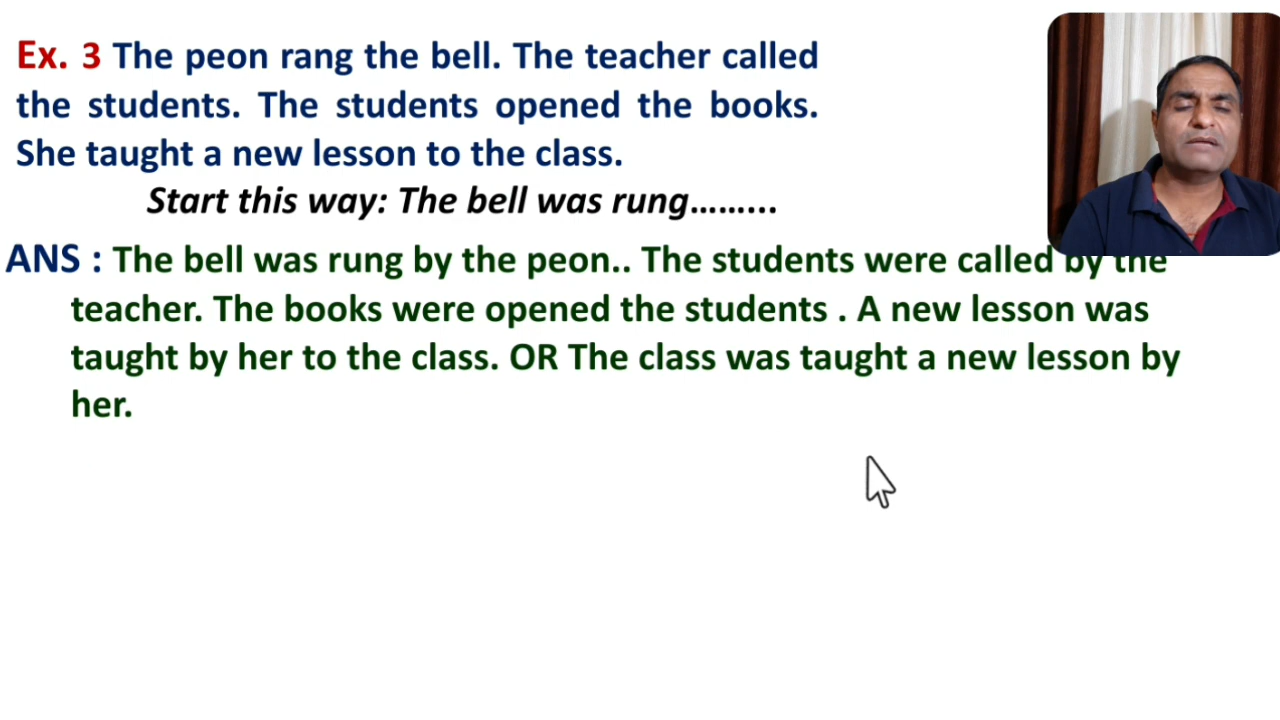 Ex. 3 The peon rang the bell. The teacher called
the students. The students opened the books.
She taught a new lesson to the class.
Start this way: The bell was rung……...
ANS : The bell was rung by the peon.. The students were called by the
teacher. The books were opened the students . A new lesson was
taught by her to the class. OR The class was taught a new lesson by
her.